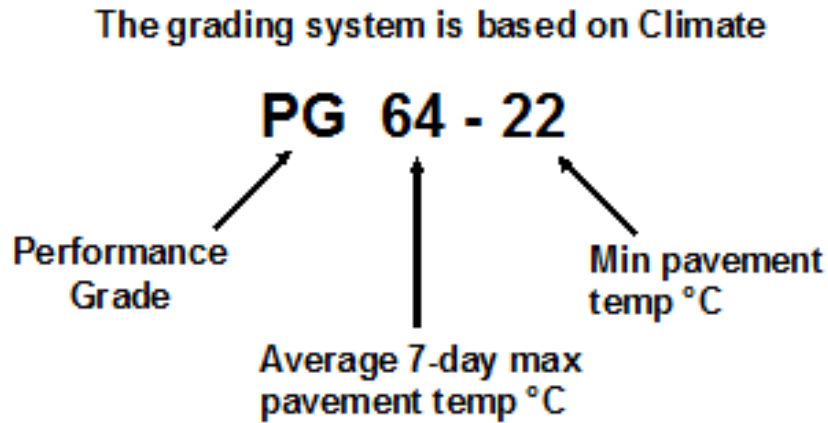 The grading system is based on Climate
PG 64 - 22
Performance
Grade
Min pavement
temp °C
Average 7-day max
pavement temp °C